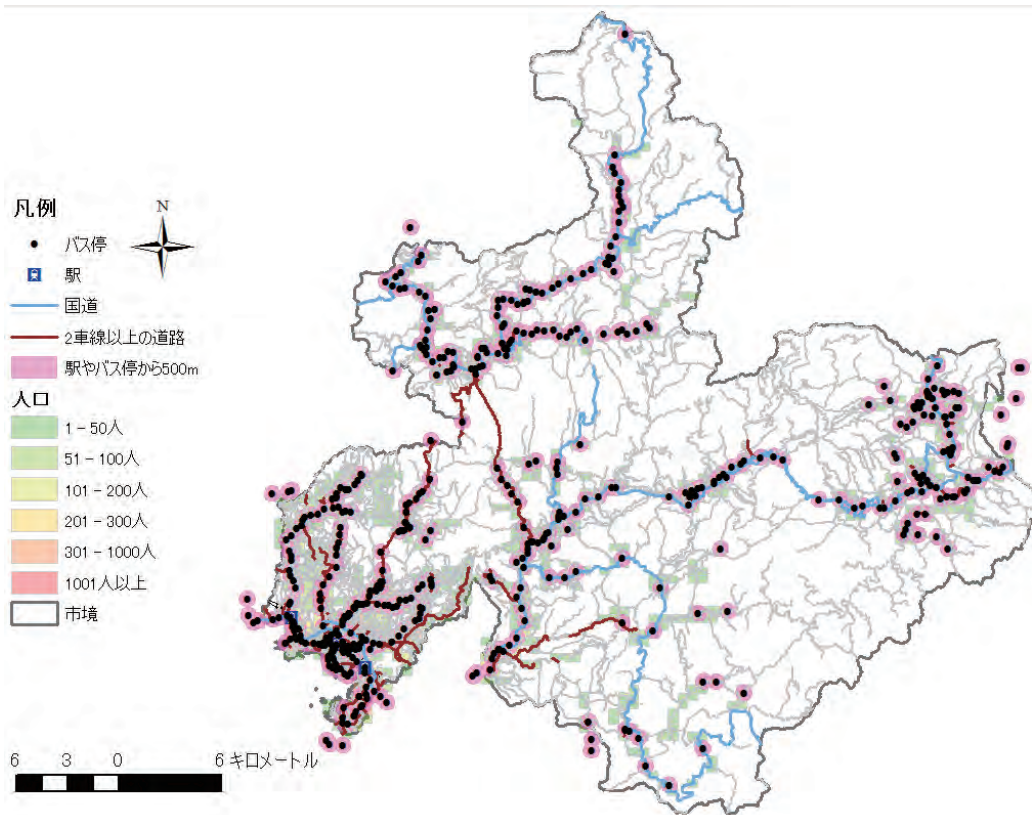 凡例
N
バス停
駅
国道
2車線以上の道路
駅やバス停から500m
人口
1 - 50人
51 - 100人
101 - 200人
201 - 300人
301 - 1000人
1001人以上
市境
6 3 0 6 キロメートル